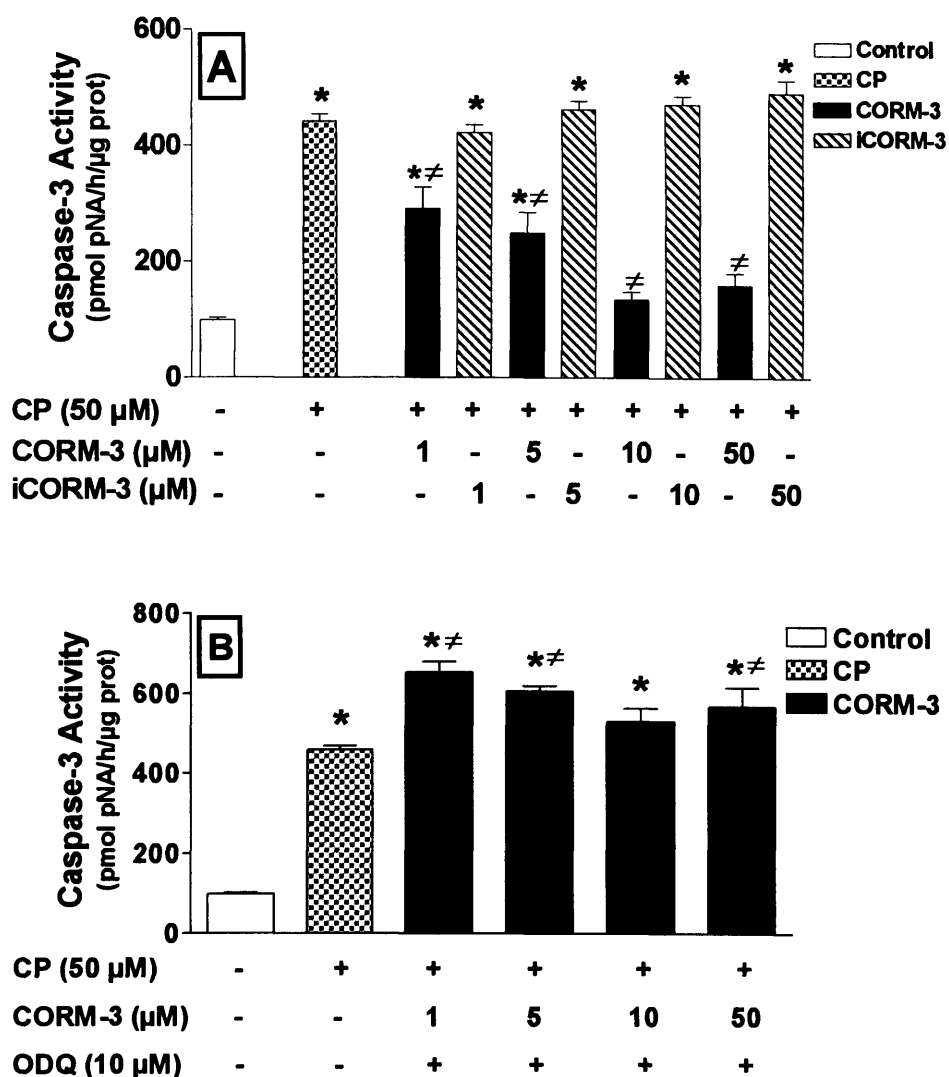 600
400
200
0
Caspase-3 Activity
(pmol pNA/h/µg prot)
A
Control
CP
CORM-3
iCORM-3
* * * * * *
*≠ *≠ ≠ ≠
CP (50 µM) - + + + + + + + + +
CORM-3 (µM) - - 1 - 5 - 10 - 50 -
iCORM-3 (µM) - - - 1 - 5 - 10 - 50
800
600
400
200
0
Caspase-3 Activity
(pmol pNA/h/µg prot)
B
Control
CP
CORM-3
* *≠ *≠ * *≠
CP (50 µM) - + + + + +
CORM-3 (µM) - - 1 5 10 50
ODQ (10 µM) - - + + + +